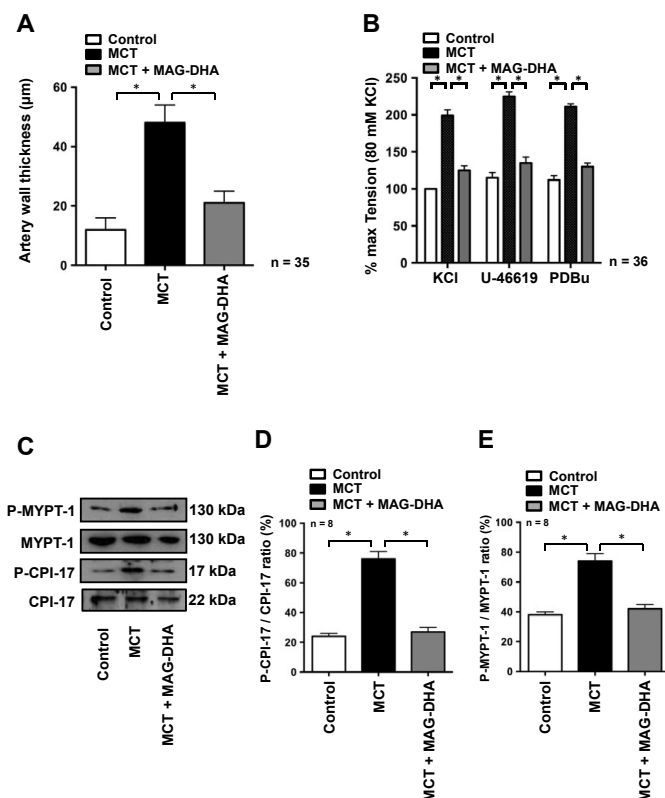 A
Control
MCT
MCT + MAG-DHA
Artery wall thickness (µm)
60
40
20
0
*
*
n = 35
Control
MCT
MCT + MAG-DHA
B
Control
MCT
MCT + MAG-DHA
% max Tension (80 mM KCl)
250
200
150
100
50
0
* * * * * *
KCl U-46619 PDBu
n = 36
C
P-MYPT-1 130 kDa
MYPT-1 130 kDa
P-CPI-17 17 kDa
CPI-17 22 kDa
Control
MCT
MCT + MAG-DHA
D
Control
MCT
MCT + MAG-DHA
P-CPI-17 / CPI-17 ratio (%)
100
80
60
40
20
0
n = 8
*
*
Control
MCT
MCT + MAG-DHA
E
Control
MCT
MCT + MAG-DHA
P-MYPT-1 / MYPT-1 ratio (%)
100
80
60
40
20
0
n = 8
*
*
Control
MCT
MCT + MAG-DHA